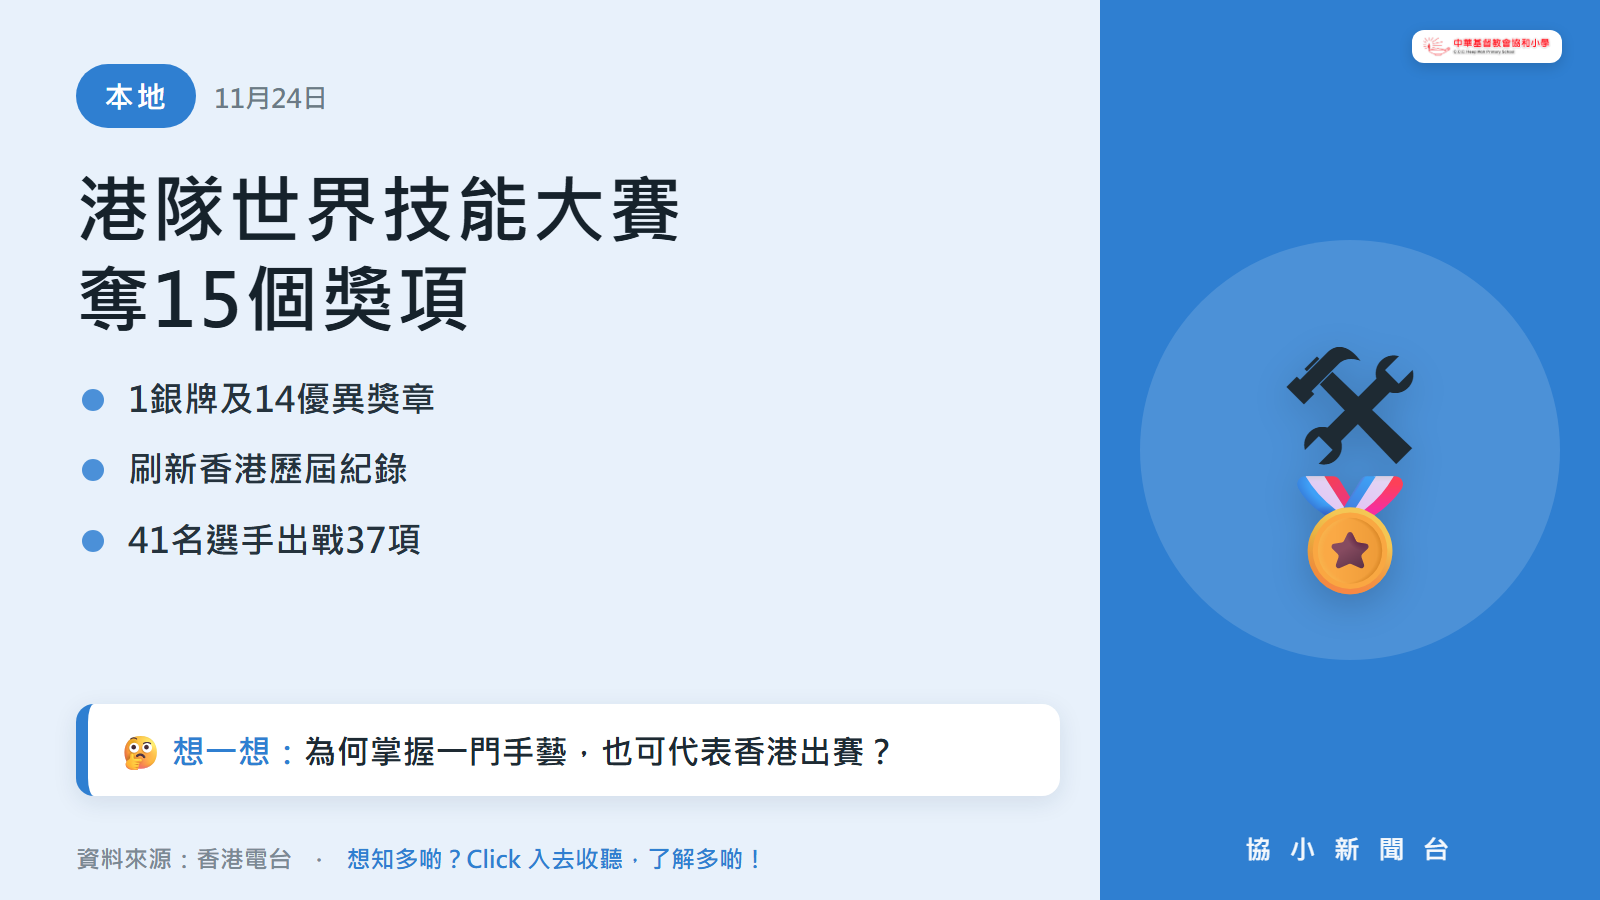 本地
11月24日
中華基督教會協和小學
港隊世界技能大賽
奪15個獎項
1銀牌及14優異獎章
刷新香港歷屆紀錄
41名選手出戰37項
想一想：為何掌握一門手藝，也可代表香港出賽？
資料來源：香港電台 · 想知多啲？Click 入去收聽，了解多啲！
協小新聞台